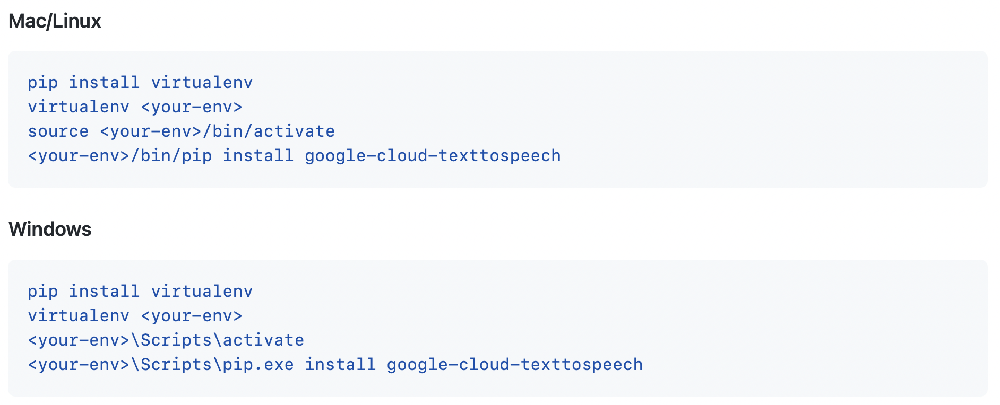 Mac/Linux
pip install virtualenv
virtualenv <your-env>
source <your-env>/bin/activate
<your-env>/bin/pip install google-cloud-texttospeech
Windows
pip install virtualenv
virtualenv <your-env>
<your-env>\Scripts\activate
<your-env>\Scripts\pip.exe install google-cloud-texttospeech